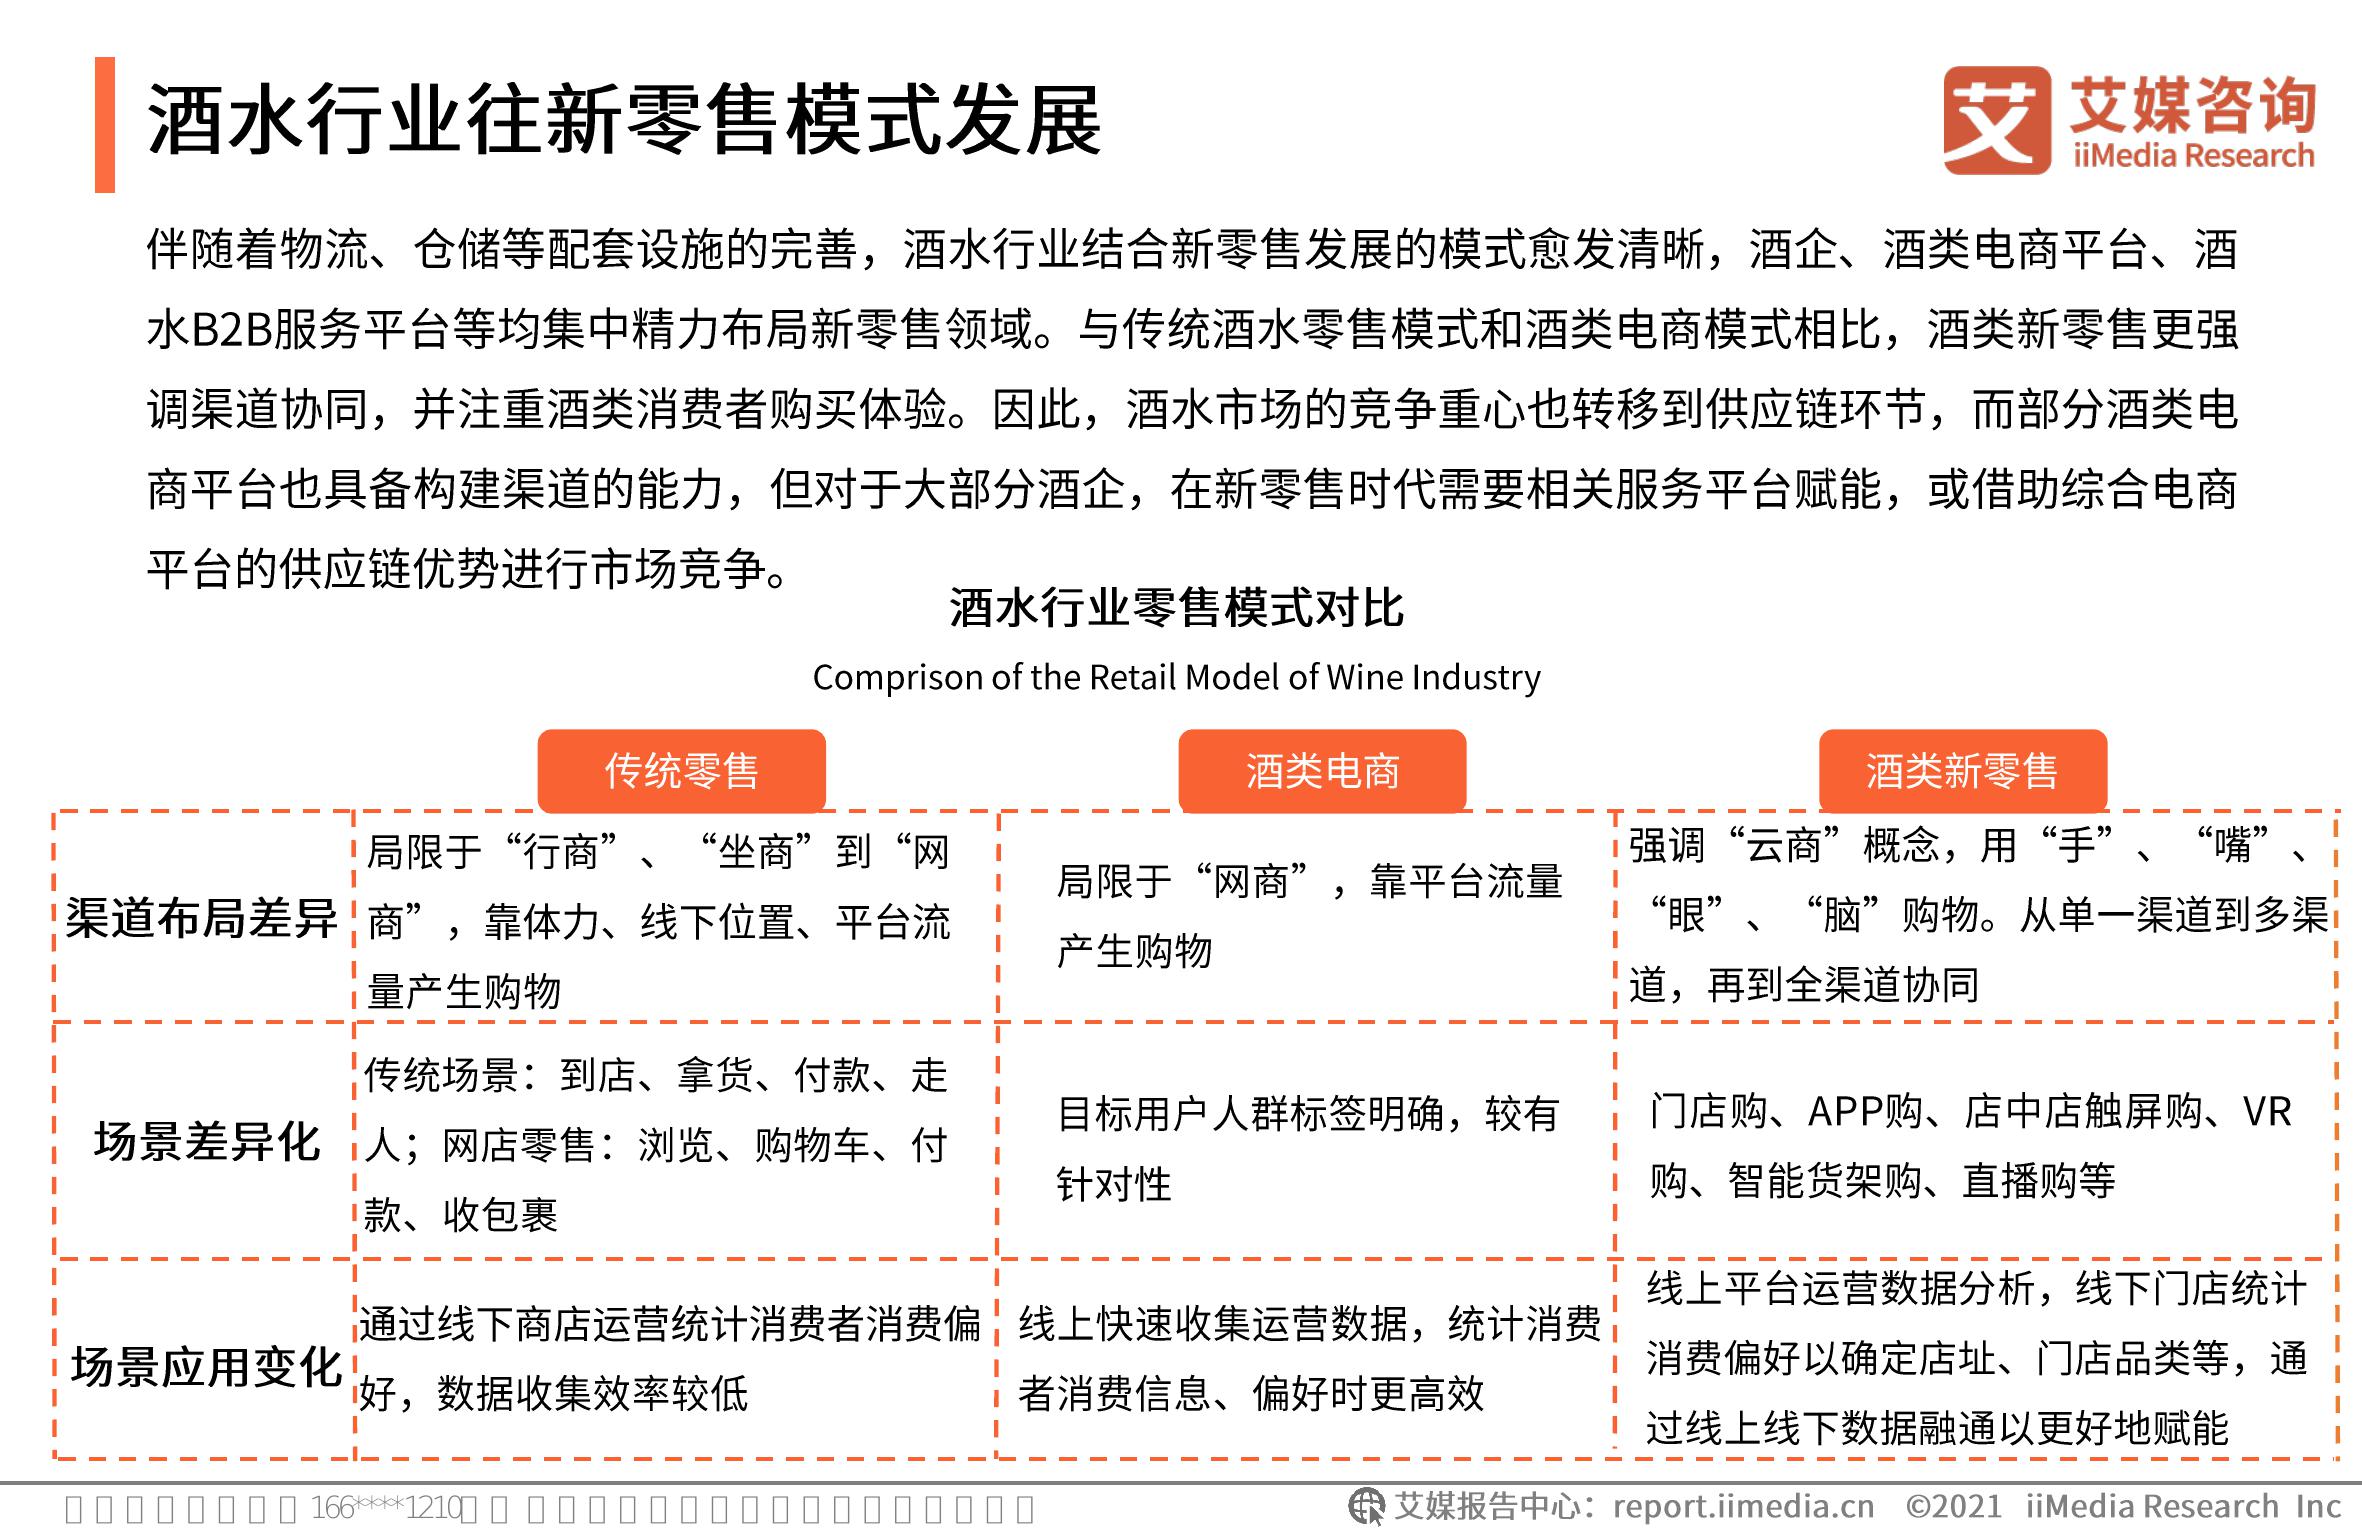 酒水行业往新零售模式发展
艾 艾媒咨询
iiMedia Research
伴随着物流、仓储等配套设施的完善，酒水行业结合新零售发展的模式愈发清晰，酒企、酒类电商平台、酒
水B2B服务平台等均集中精力布局新零售领域。与传统酒水零售模式和酒类电商模式相比，酒类新零售更强
调渠道协同，并注重酒类消费者购买体验。因此，酒水市场的竞争重心也转移到供应链环节，而部分酒类电
商平台也具备构建渠道的能力，但对于大部分酒企，在新零售时代需要相关服务平台赋能，或借助综合电商
平台的供应链优势进行市场竞争。
酒水行业零售模式对比
Comprison of the Retail Model of Wine Industry
传统零售
酒类电商
酒类新零售
渠道布局差异
局限于“行商”、“坐商”到“网
商”，靠体力、线下位置、平台流
量产生购物
局限于“网商”，靠平台流量
产生购物
强调“云商”概念，用“手”、“嘴”、
“眼”、“脑”购物。从单一渠道到多渠
道，再到全渠道协同
场景差异化
传统场景：到店、拿货、付款、走
人；网店零售：浏览、购物车、付
款、收包裹
目标用户人群标签明确，较有
针对性
门店购、APP购、店中店触屏购、VR
购、智能货架购、直播购等
场景应用变化
通过线下商店运营统计消费者消费偏
好，数据收集效率较低
线上快速收集运营数据，统计消费
者消费信息、偏好时更高效
线上平台运营数据分析，线下门店统计
消费偏好以确定店址、门店品类等，通
过线上线下数据融通以更好地赋能
166****1210
艾媒报告中心：report.iimedia.cn ©2021 iiMedia Research Inc